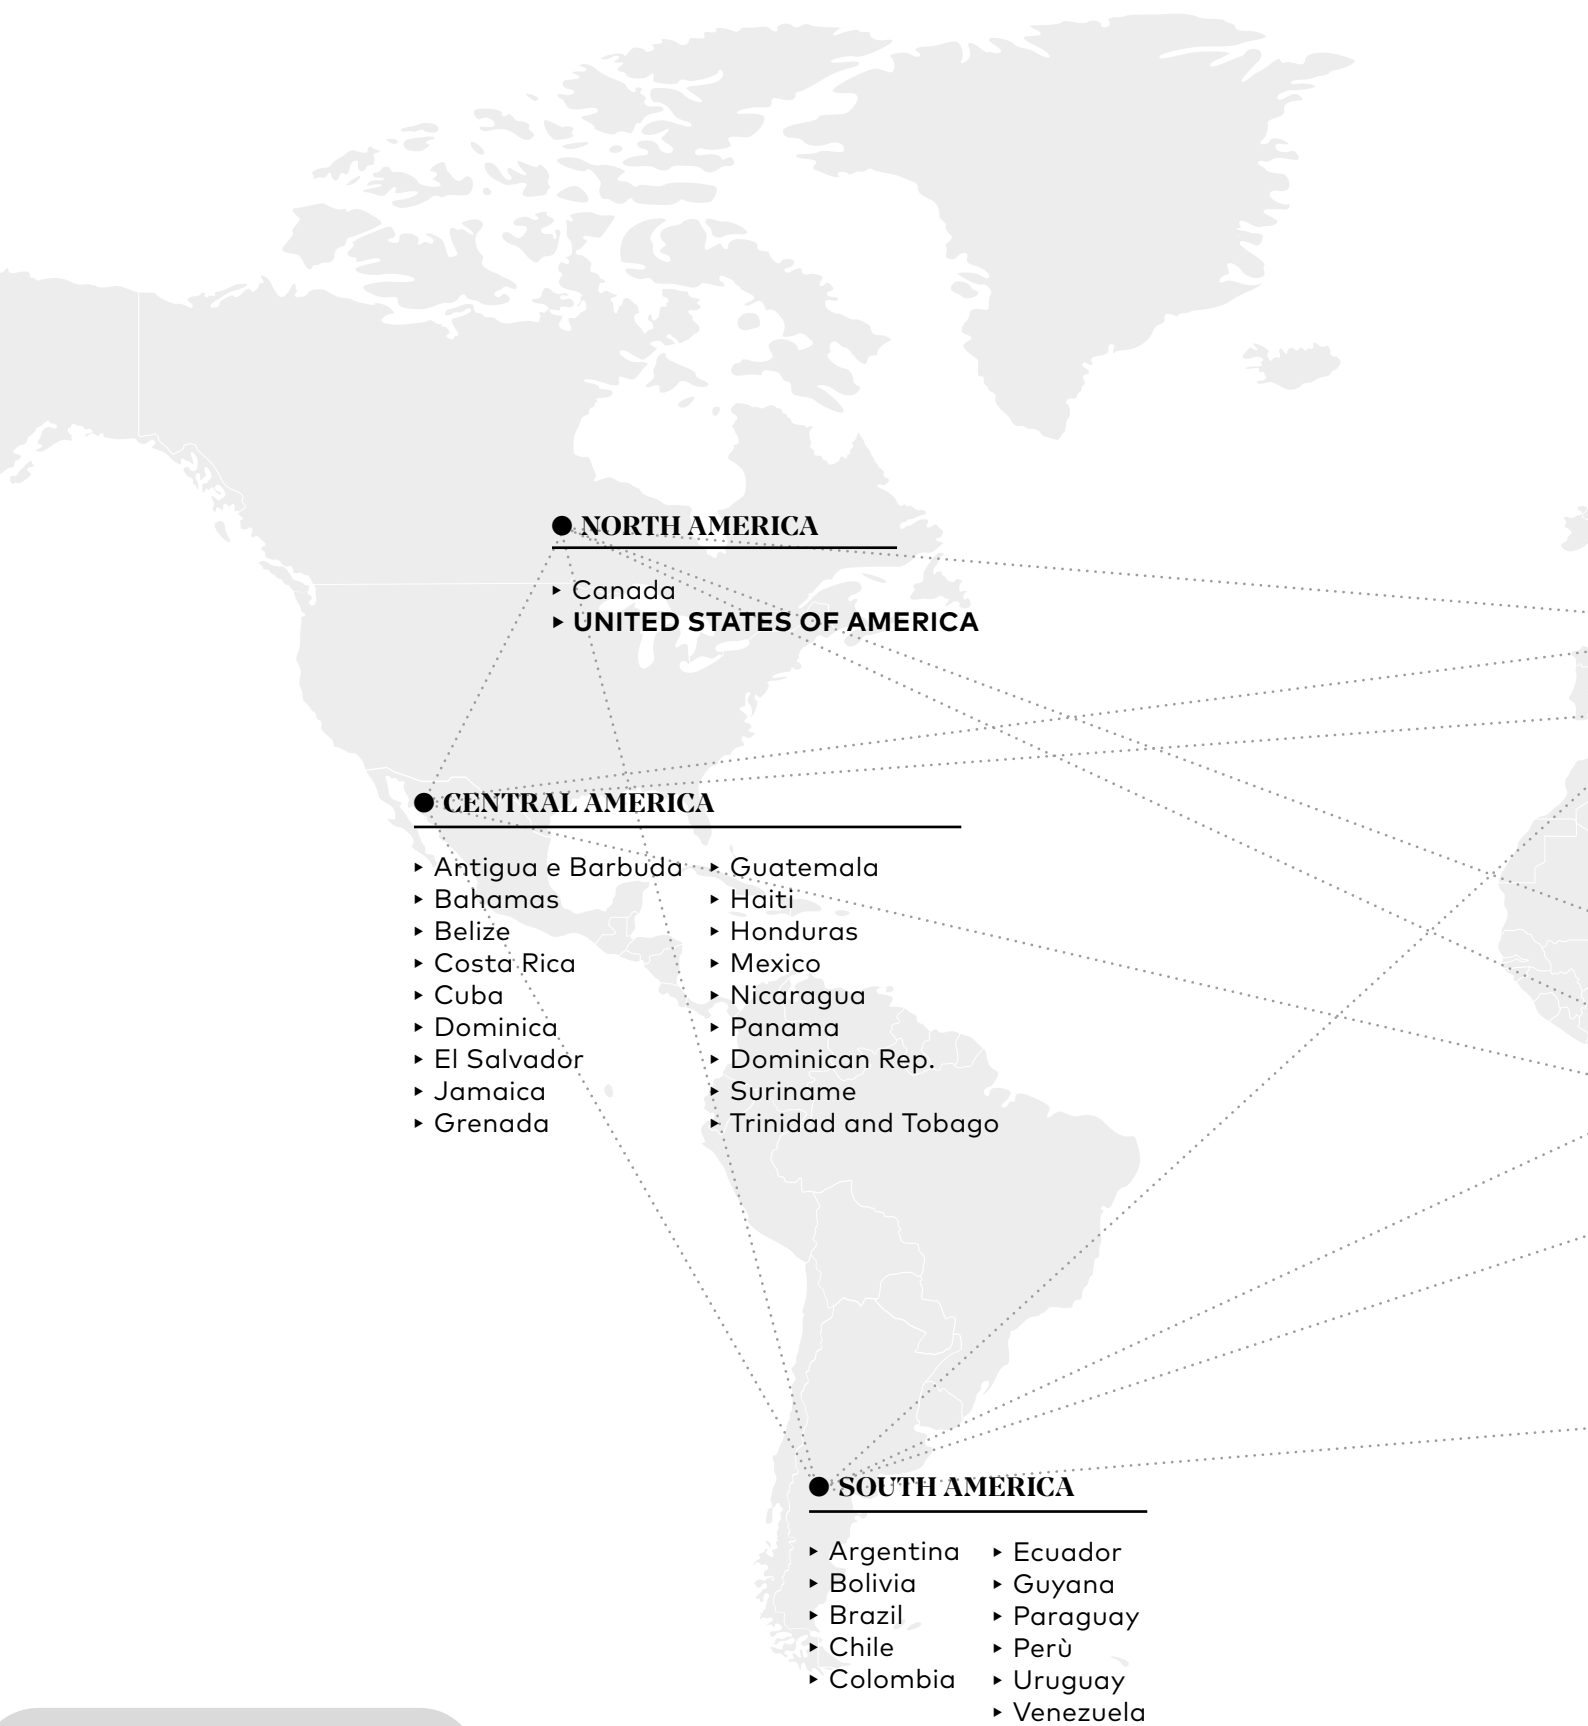 NORTH AMERICA
Canada
UNITED STATES OF AMERICA
CENTRAL AMERICA
Antigua e Barbuda
Bahamas
Belize
Costa Rica
Cuba
Dominica
El Salvador
Jamaica
Grenada
Guatemala
Haiti
Honduras
Mexico
Nicaragua
Panama
Dominican Rep.
Suriname
Trinidad and Tobago
SOUTH AMERICA
Argentina
Bolivia
Brazil
Chile
Colombia
Ecuador
Guyana
Paraguay
Perù
Uruguay
Venezuela